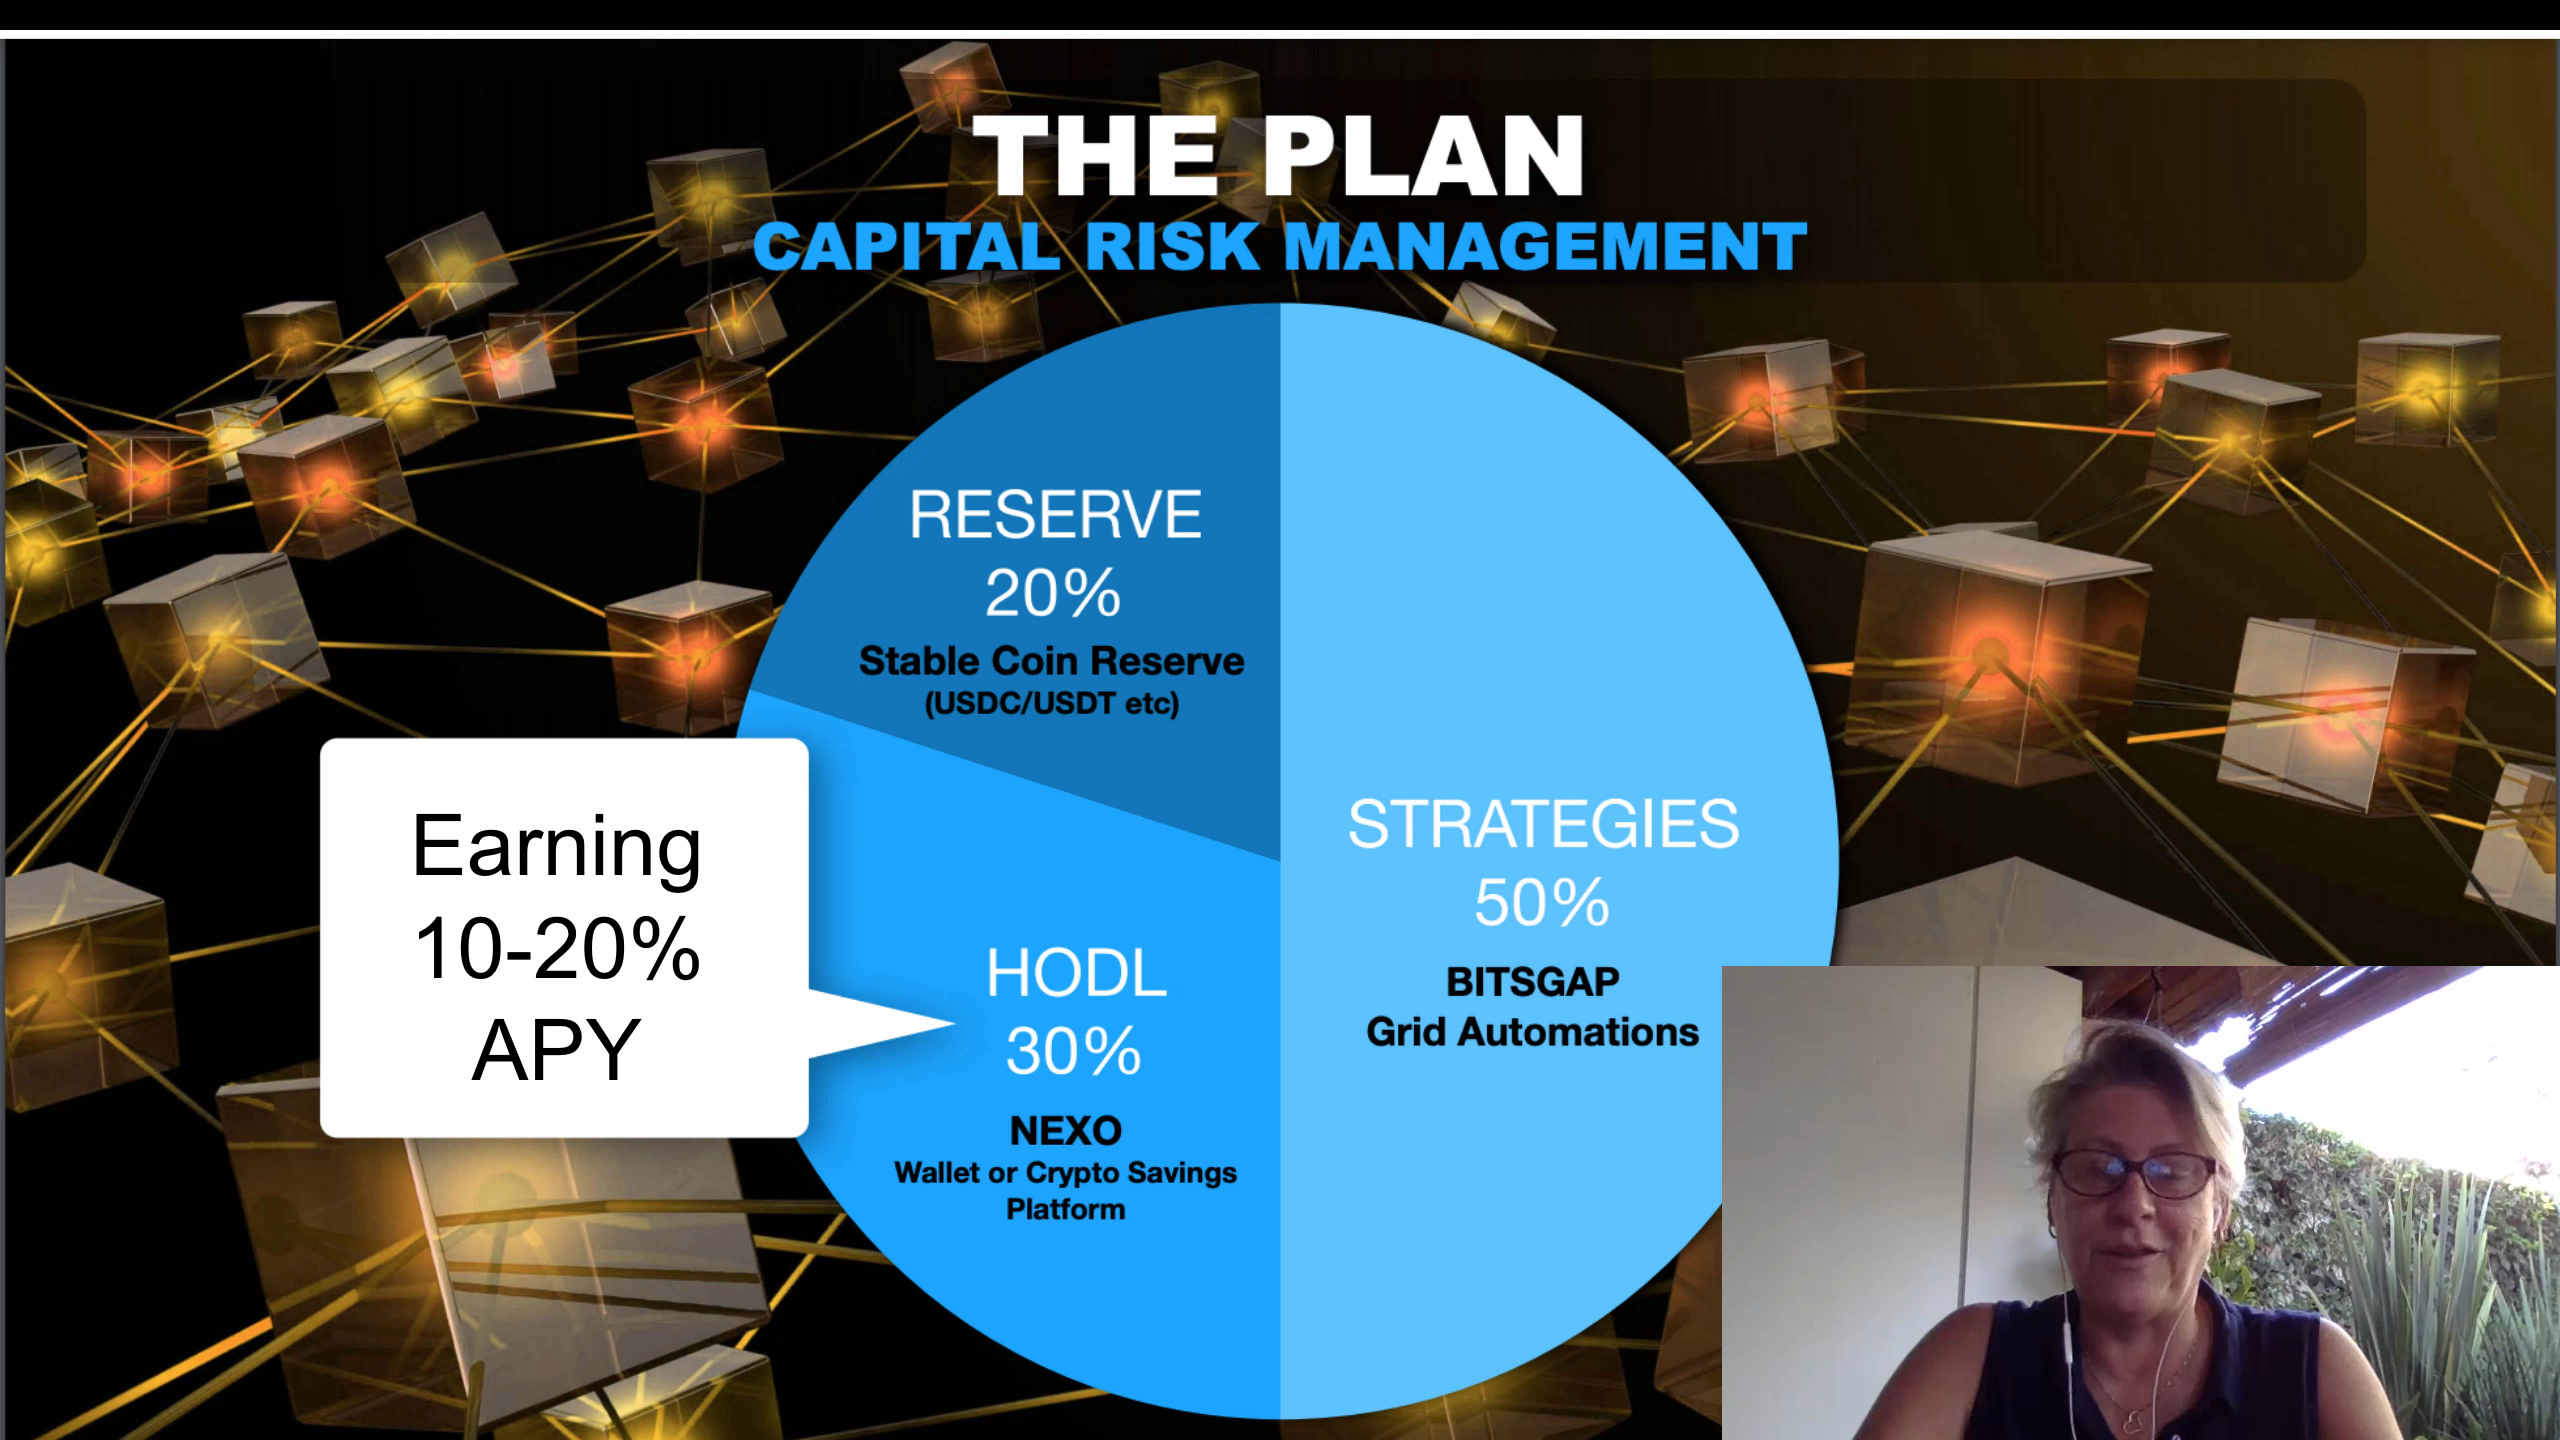 THE PLAN
CAPITAL RISK MANAGEMENT
RESERVE
20%
Stable Coin Reserve
(USDC/USDT etc)
Earning
10-20%
APY
HODL
30%
NEXO
Wallet or Crypto Savings
Platform
STRATEGIES
50%
BITSGAP
Grid Automations